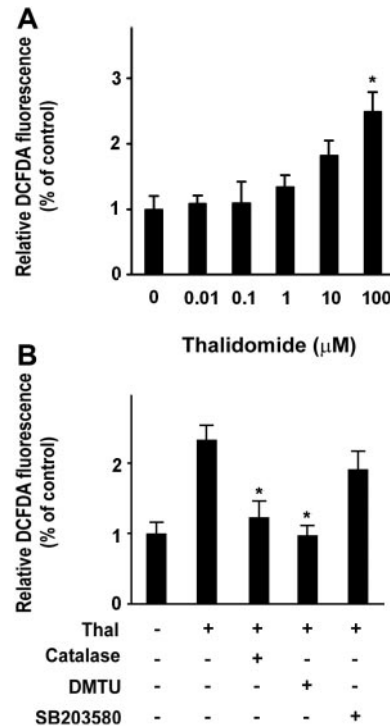 A
Relative DCFDA fluorescence
(% of control)
3
2
1
0
*
0 0.01 0.1 1 10 100
Thalidomide (μM)
B
Relative DCFDA fluorescence
(% of control)
2
1
0
* *
Thal - + + + +
Catalase - - + - -
DMTU - - - + -
SB203580 - - - - +